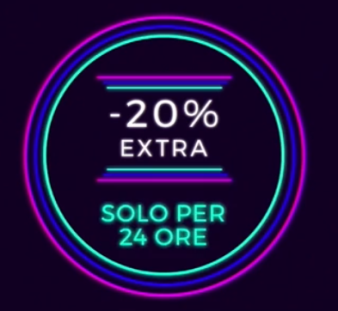 -20%
EXTRA
SOLO PER
24 ORE